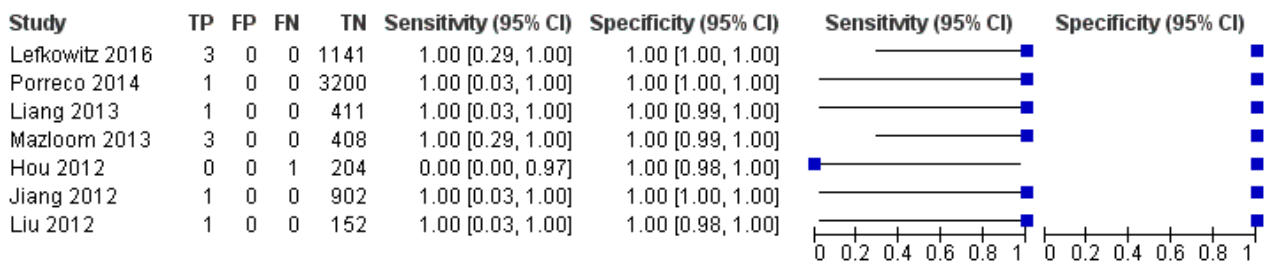 Study TP FP FN TN Sensitivity (95% CI) Specificity (95% CI) Sensitivity (95% CI) Specificity (95% CI)
Lefkowitz 2016 3 0 0 1141 1.00 [0.29, 1.00] 1.00 [1.00, 1.00]
Porreco 2014 1 0 0 3200 1.00 [0.03, 1.00] 1.00 [1.00, 1.00]
Liang 2013 1 0 0 411 1.00 [0.03, 1.00] 1.00 [0.99, 1.00]
Mazloom 2013 3 0 0 408 1.00 [0.29, 1.00] 1.00 [0.99, 1.00]
Hou 2012 0 0 1 204 0.00 [0.00, 0.97] 1.00 [0.98, 1.00]
Jiang 2012 1 0 0 902 1.00 [0.03, 1.00] 1.00 [1.00, 1.00]
Liu 2012 1 0 0 152 1.00 [0.03, 1.00] 1.00 [0.98, 1.00]
0 0.2 0.4 0.6 0.8 1 0 0.2 0.4 0.6 0.8 1